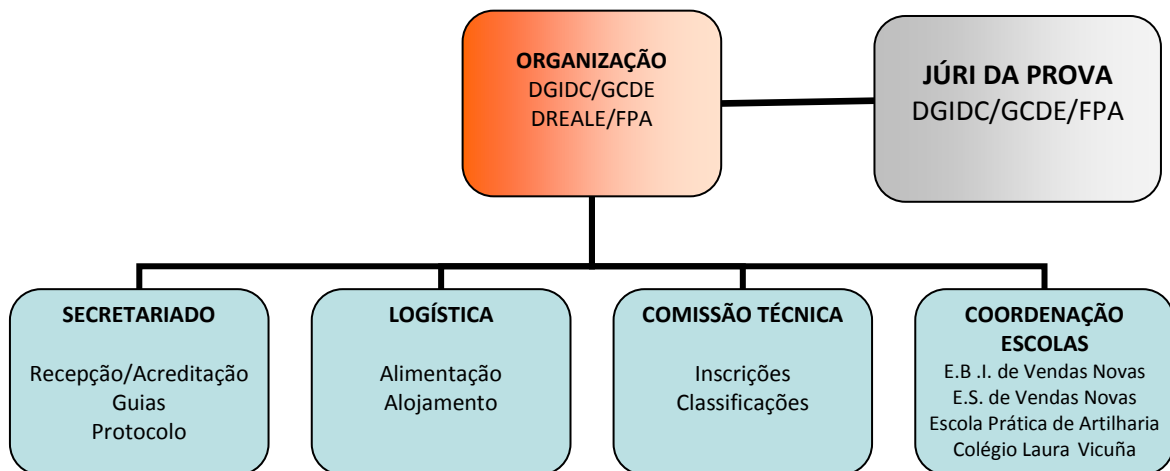 ORGANIZAÇÃO
DGIDC/GCDE
DREALE/FPA
JÚRI DA PROVA
DGIDC/GCDE/FPA
SECRETARIADO
Recepção/Acreditação
Guias
Protocolo
LOGÍSTICA
Alimentação
Alojamento
COMISSÃO TÉCNICA
Inscrições
Classificações
COORDENAÇÃO
ESCOLAS
E.B .I. de Vendas Novas
E.S. de Vendas Novas
Escola Prática de Artilharia
Colégio Laura Vicuña